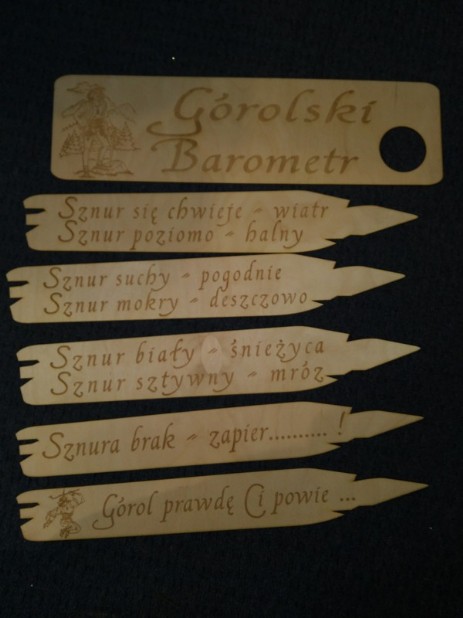 Górolski
Barometr
Sznur się chwieje - wiatr
Sznur poziomo - halny
Sznur suchy - pogodnie
Sznur mokry - deszczowo
Sznur biały - śnieżyca
Sznur sztywny - mróz
Sznura brak - zapier.......... !
Górol prawdę Ci powie ...